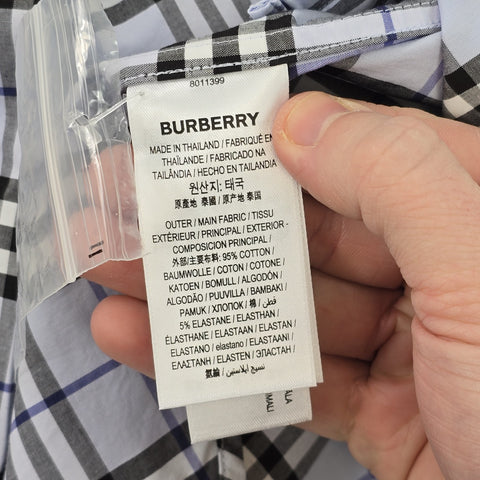 8011399
BURBERRY
MADE IN THAILAND / FABRIQUÉ EN
THAÏLANDE / FABRICADO NA
TAILÂNDIA / HECHO EN TAILANDIA
원산지: 태국
原產地 泰國 / 原产地 泰国
OUTER / MAIN FABRIC / TISSU
EXTÉRIEUR / PRINCIPAL / EXTERIOR -
COMPOSICIÓN PRINCIPAL /
外部/主要布料: 95% COTTON /
BAUMWOLLE / COTON / COTONE /
KATOEN / BOMULL / ALGODÓN /
ALGODÃO / PUUVILLA / BAMBAKI /
PAMUK / ХЛОПОК / 棉 / قطن /
5% ELASTANE / ELASTHAN /
ÉLASTHANE / ELASTAAN / ELASTAN /
ELASTANO / elastano / ELASTAANI /
ΕΛΑΣΤΑΝΗ / ELASTEN / ЭЛАСТАН /
氨綸 / نسيج إيلاستين